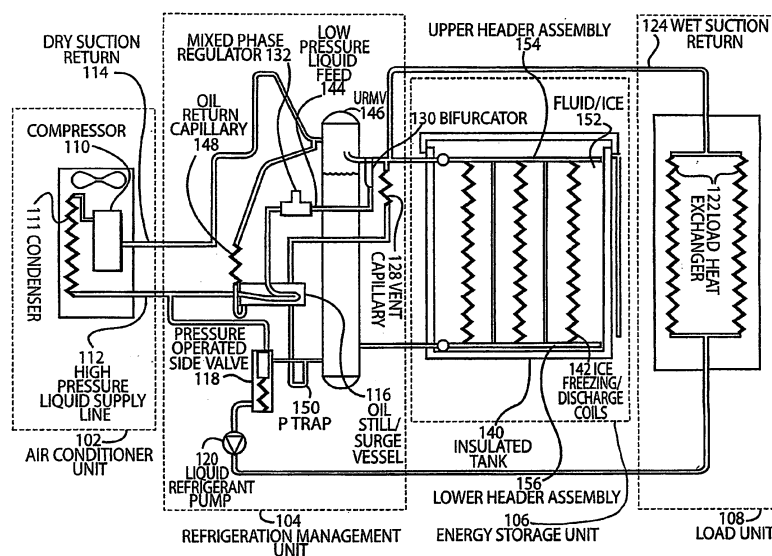 DRY SUCTION
RETURN
114
MIXED PHASE
REGULATOR 132
LOW
PRESSURE
LIQUID
FEED
144
UPPER HEADER ASSEMBLY
154
124 WET SUCTION
RETURN
COMPRESSOR
110
OIL
RETURN
CAPILLARY
148
URMV
146
130 BIFURCATOR
FLUID/ICE
152
111 CONDENSER
128 VENT
CAPILLARY
122 LOAD HEAT
EXCHANGER
112
HIGH
PRESSURE
LIQUID SUPPLY
LINE
PRESSURE
OPERATED
SIDE VALVE
118
150
P TRAP
116
OIL
STILL/
SURGE
VESSEL
142 ICE
FREEZING/
DISCHARGE
COILS
140
INSULATED
TANK
102
AIR CONDITIONER
UNIT
120
LIQUID
REFRIGERANT
PUMP
156
LOWER HEADER ASSEMBLY
104
REFRIGERATION MANAGEMENT
UNIT
106
ENERGY STORAGE UNIT
108
LOAD UNIT